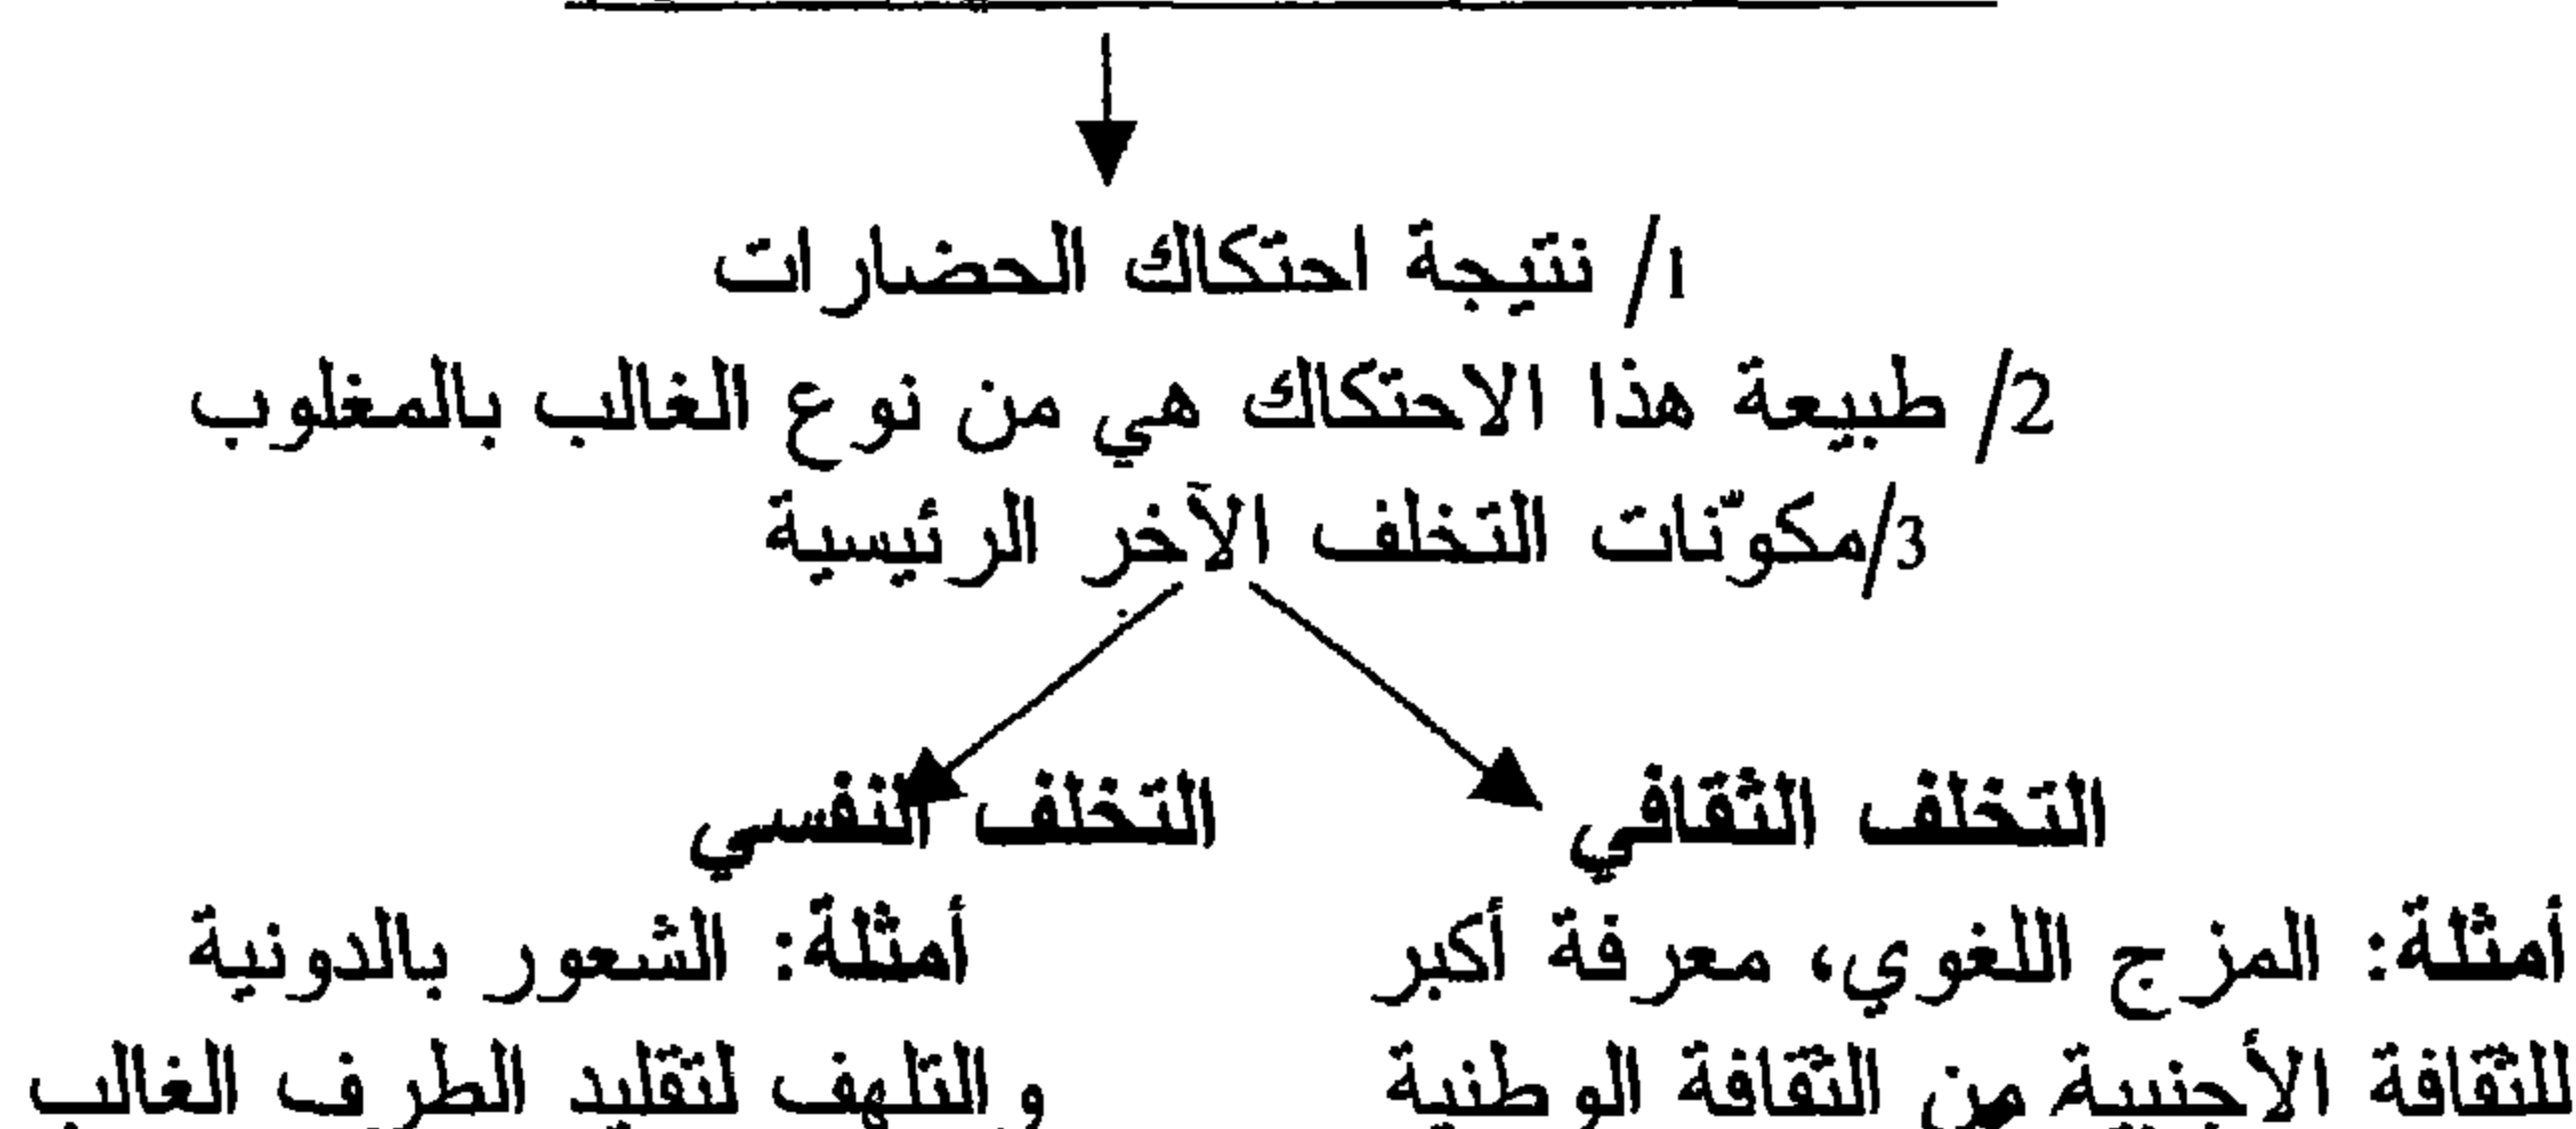 1/ نتيجة احتكاك الحضارات
2/ طبيعة هذا الاحتكاك هي من نوع الغالب بالمغلوب
3/مكوّنات التخلف الآخر الرئيسية
التخلف الثقافي
أمثلة: المزج اللغوي، معرفة أكبر
للثقافة الأجنبية من الثقافة الوطنية
التخلف النفسي
أمثلة: الشعور بالدونية
والتلهف لتقليد الطرف الغالب